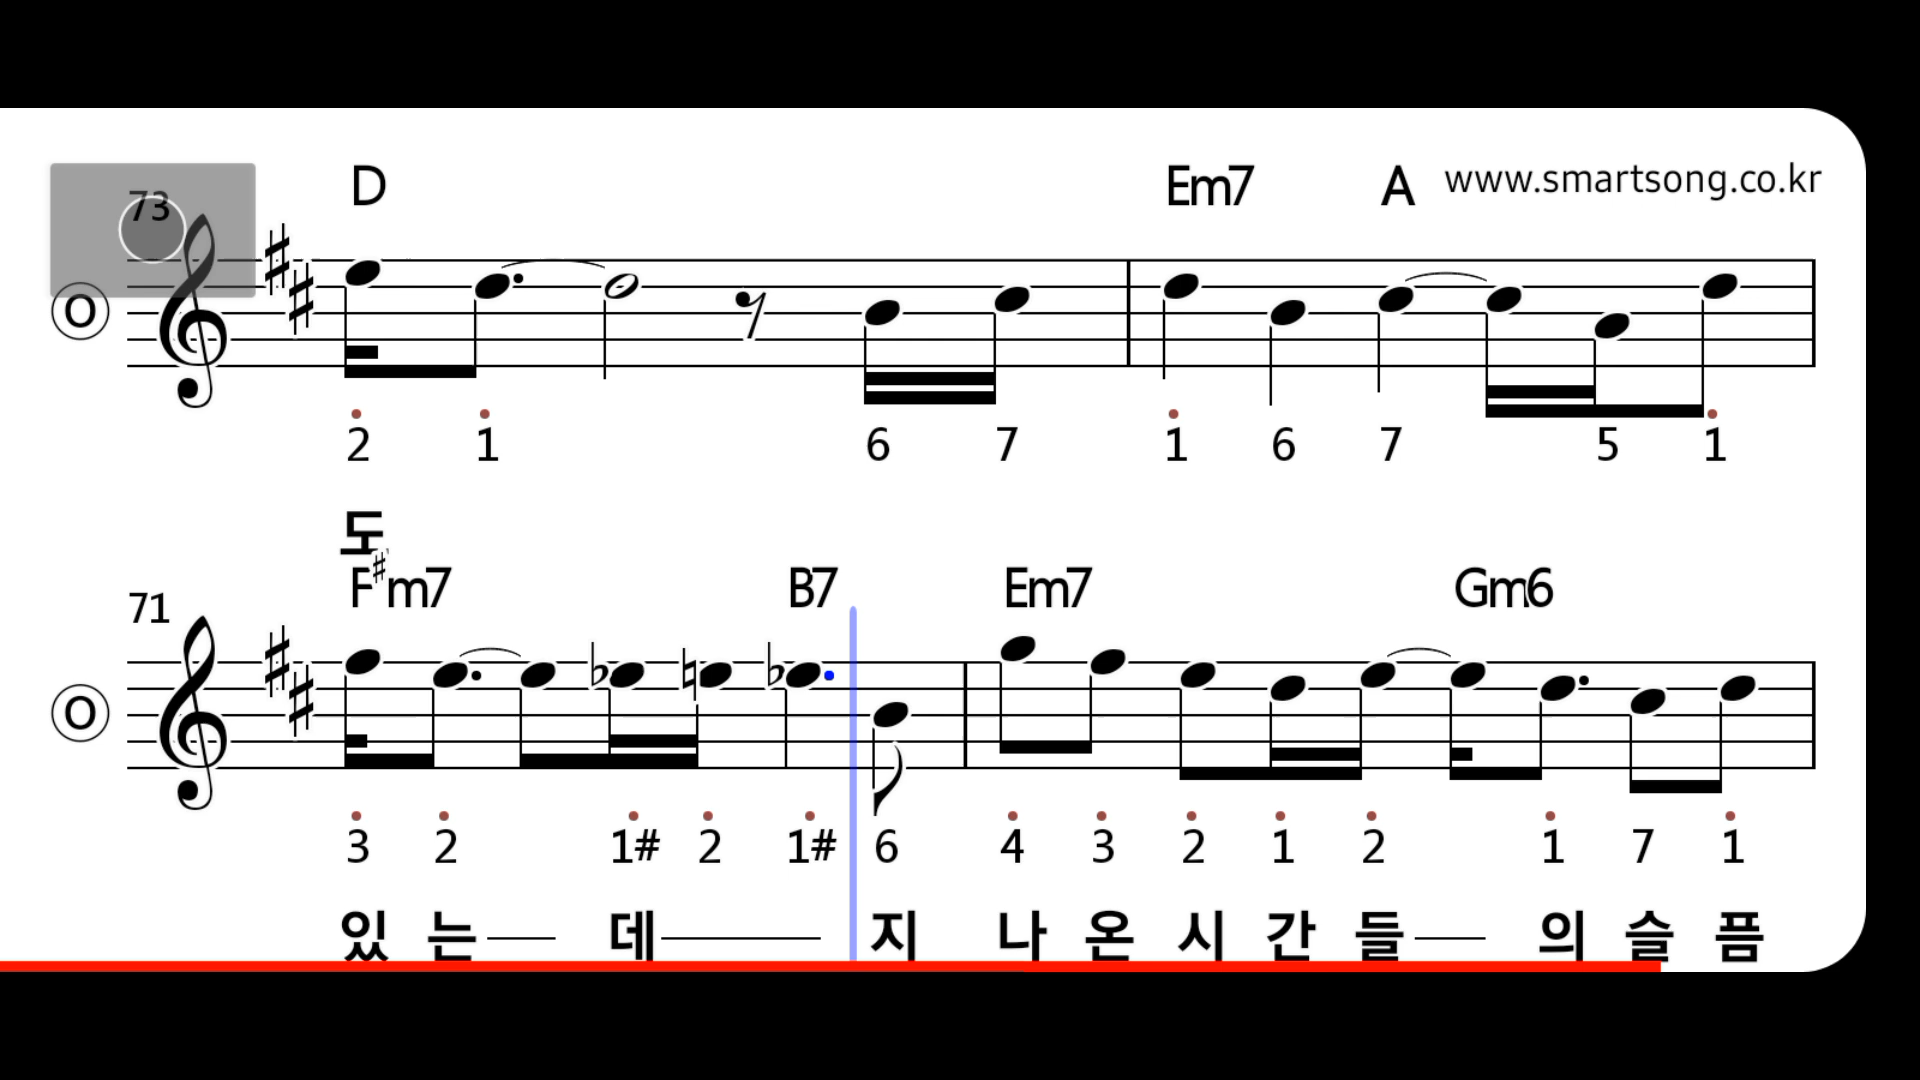 D Em7 A www.smartsong.co.kr
73
O
2 1 6 7 1 6 7 5 1
도
F#m7 B7 Em7 Gm6
71
O
3 2 1# 2 1# 6 4 3 2 1 2 1 7 1
있 는 데 지 나 온 시 간 들 의 슬 픔